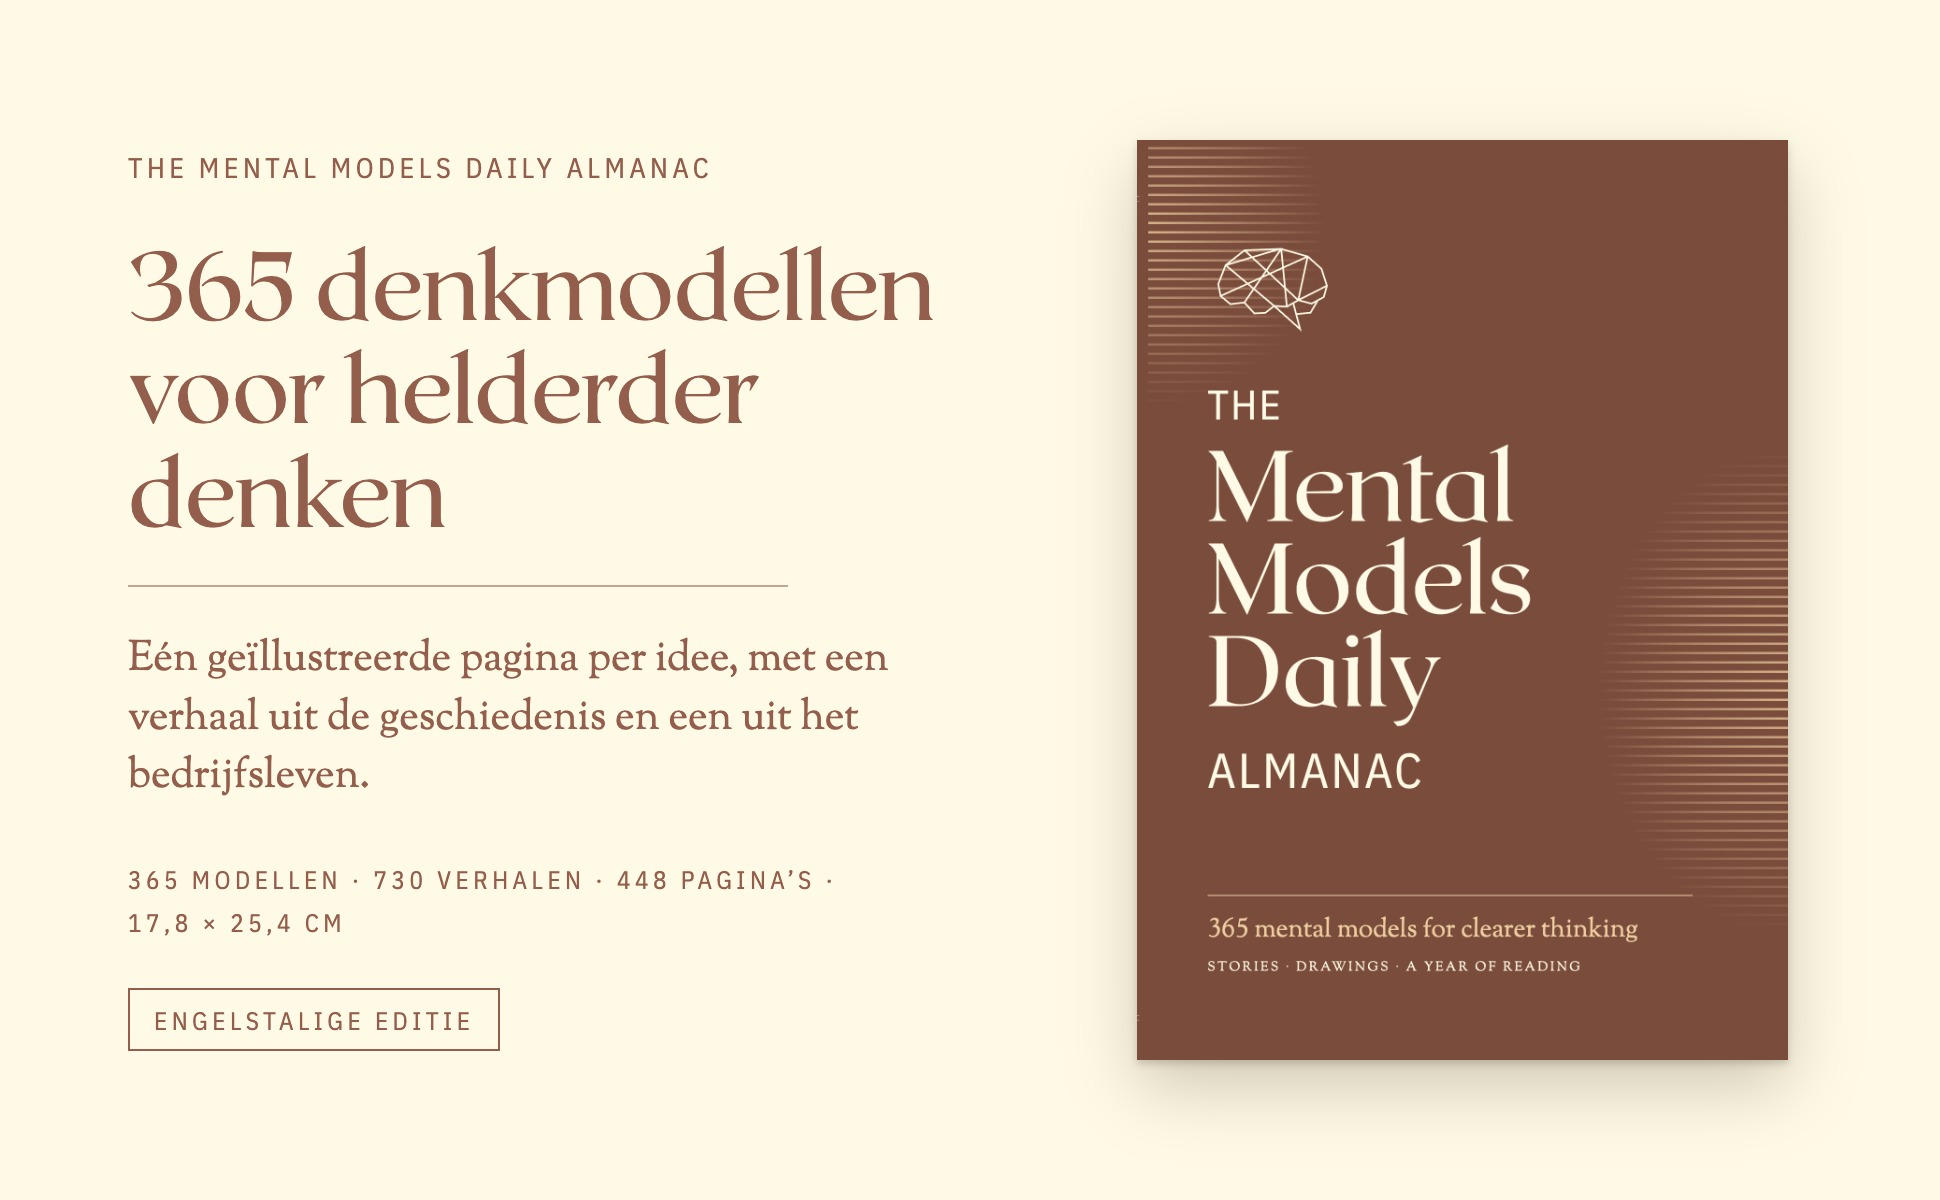 THE MENTAL MODELS DAILY ALMANAC
365 denkmodellen
voor helderder
denken
Eén geïllustreerde pagina per idee, met een
verhaal uit de geschiedenis en een uit het
bedrijfsleven.
365 MODELLEN · 730 VERHALEN · 448 PAGINA’S ·
17,8 × 25,4 CM
ENGELSTALIGE EDITIE
THE
Mental
Models
Daily
ALMANAC
365 mental models for clearer thinking
STORIES · DRAWINGS · A YEAR OF READING